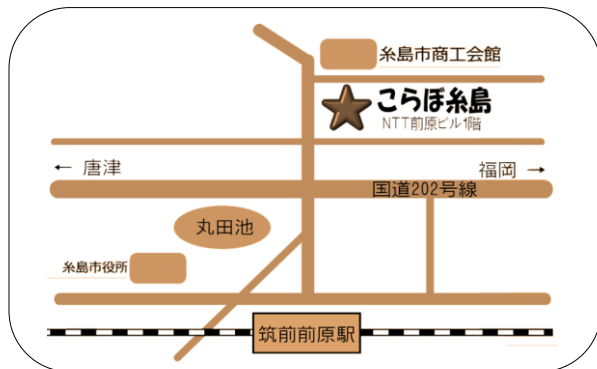 糸島市商工会館
こらぼ糸島
NTT前原ビル1階
← 唐津
福岡 →
国道202号線
丸田池
糸島市役所
筑前前原駅